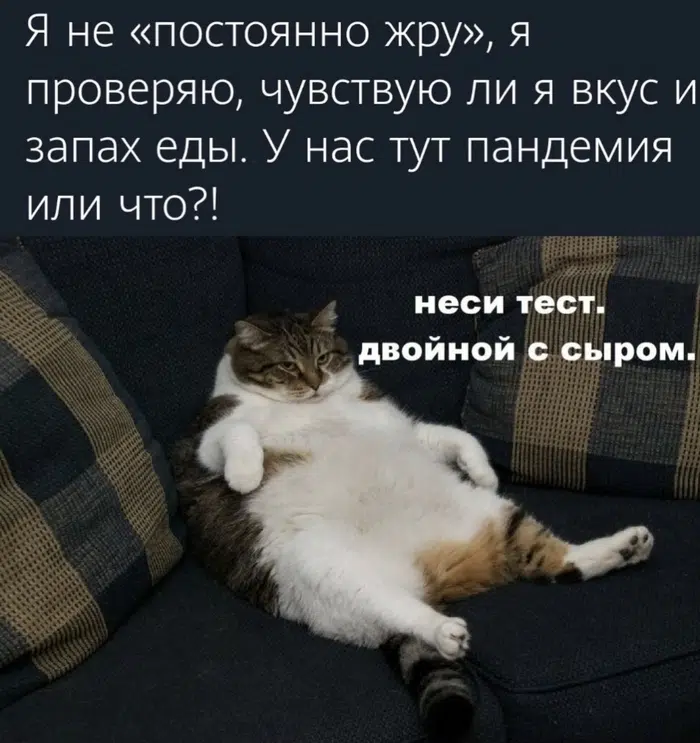 Я не «постоянно жру», я
проверяю, чувствую ли я вкус и
запах еды. У нас тут пандемия
или что?!
неси тест.
двойной с сыром.